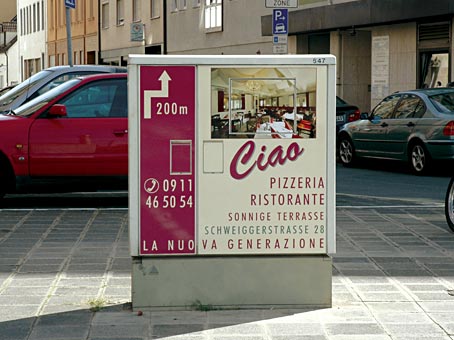 ZONE
P
547
200m
Ciao
PIZZERIA
RISTORANTE
SONNIGE TERRASSE
0911
46 50 54
SCHWEIGGERSTRASSE 28
LA NUOVA GENERAZIONE